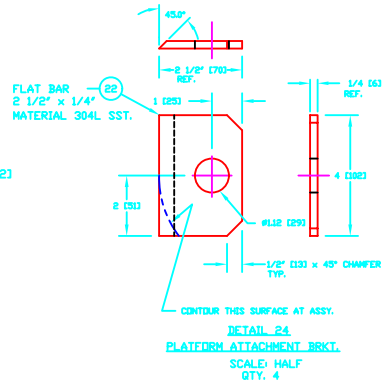 45.0°
2 1/2" [70]
REF.
FLAT BAR
22
2 1/2" x 1/4"
MATERIAL 304L SST.
1 [25]
1/4 [6]
REF.
2]
4 [102]
2 [51]
ø1.12 [29]
1/2" [13] x 45° CHAMFER
TYP.
CONTOUR THIS SURFACE AT ASSY.
DETAIL 24
PLATFORM ATTACHMENT BRKT.
SCALE: HALF
QTY. 4